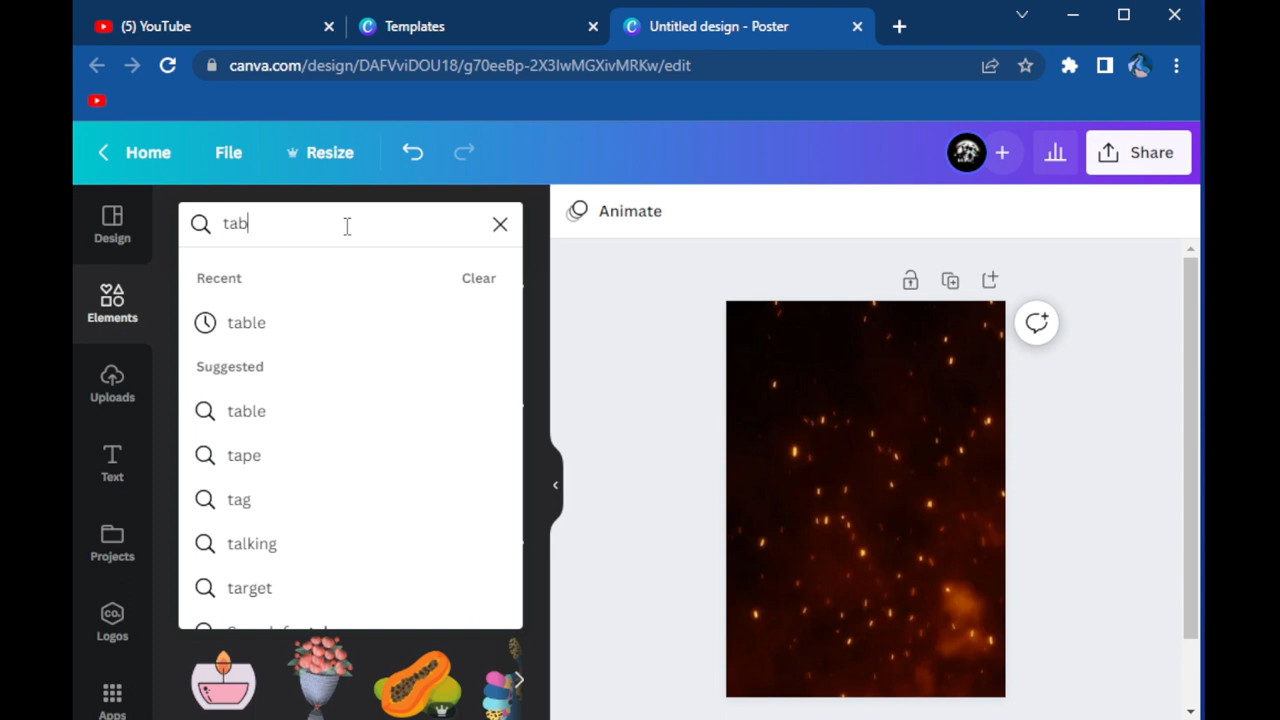 (5) YouTube
Templates
Untitled design - Poster
canva.com/design/DAFVviDOU18/g70eeBp-2X3IwMGXivMRKw/edit
Home
File
Resize
Share
Design
Elements
Uploads
Text
Projects
CO.
Logos
Apps
tab
Recent
Clear
table
Suggested
table
tape
tag
talking
target
Animate